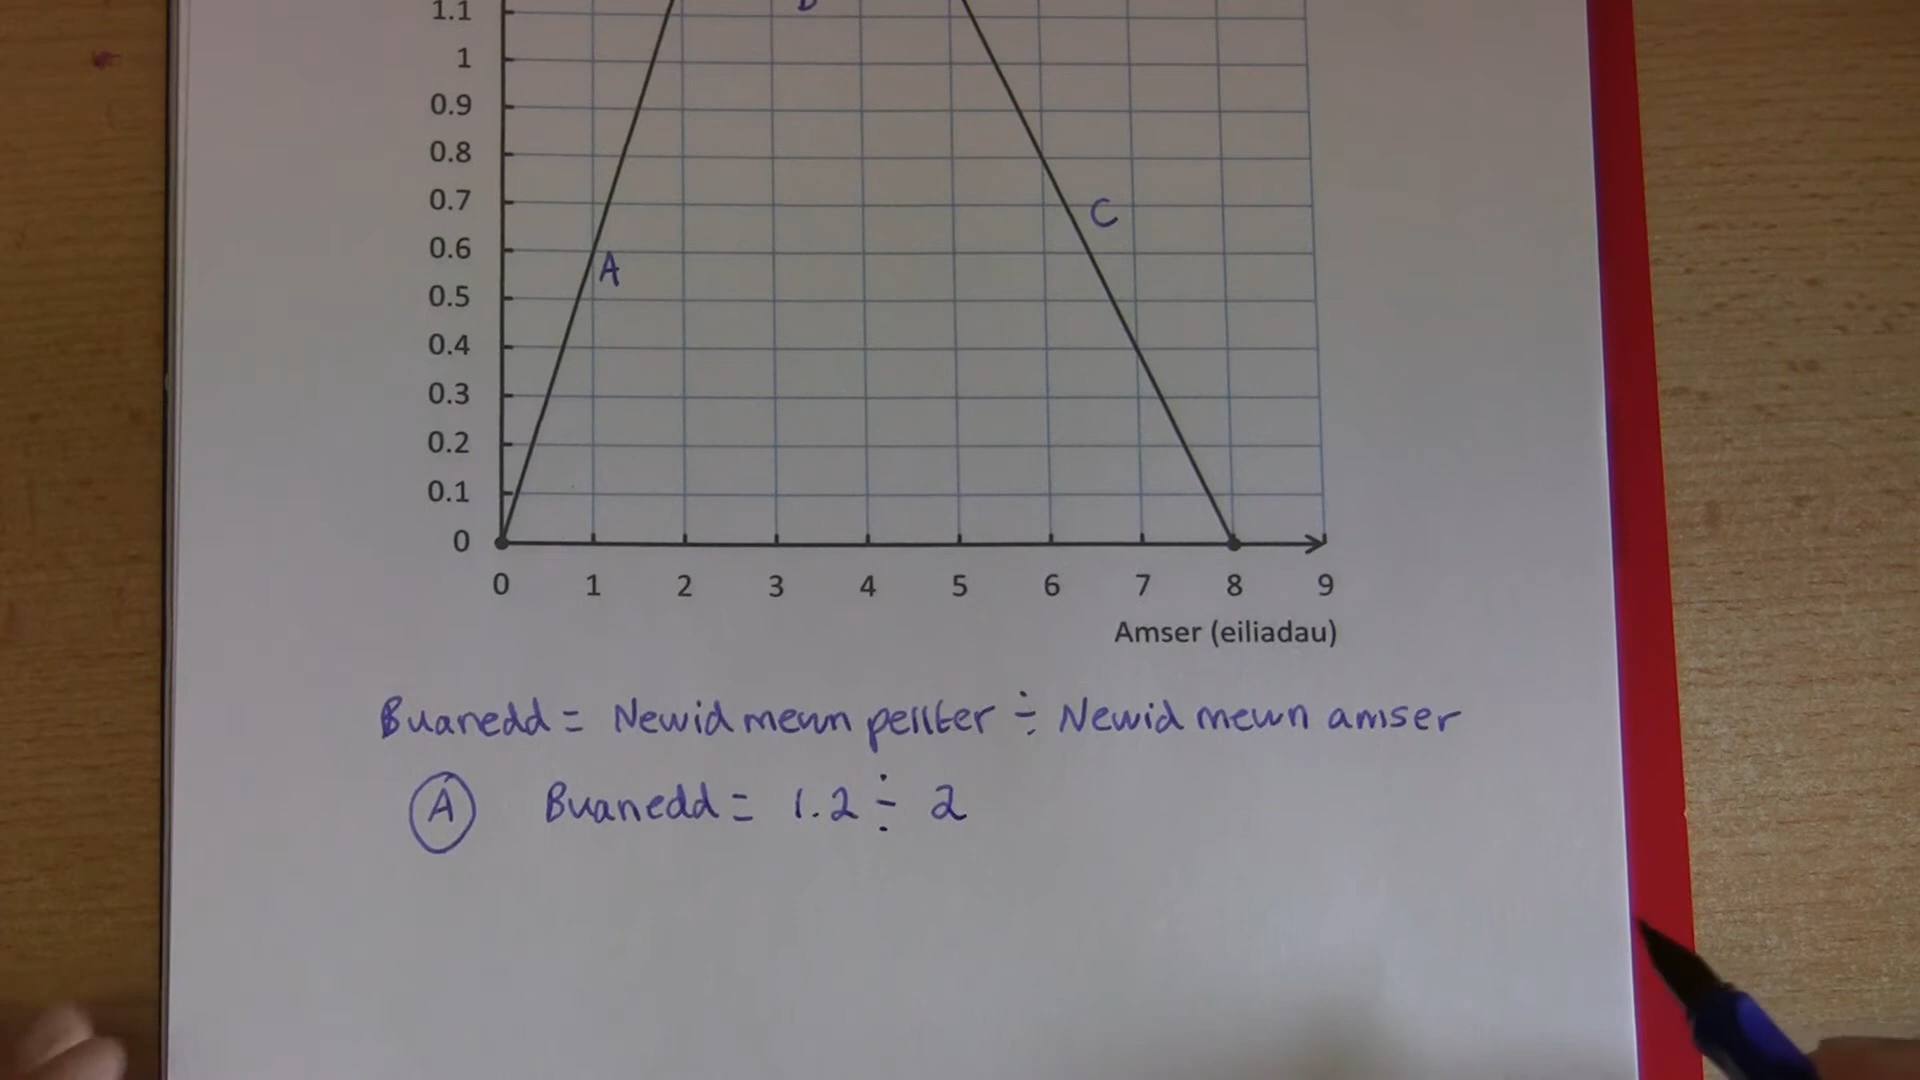 1.1
1
0.9
0.8
0.7
C
0.6
A
0.5
0.4
0.3
0.2
0.1
0
0 1 2 3 4 5 6 7 8 9
Amser (eiliadau)
Buanedd = Newid mewn pellter ÷ Newid mewn amser
A Buanedd = 1.2 ÷ 2